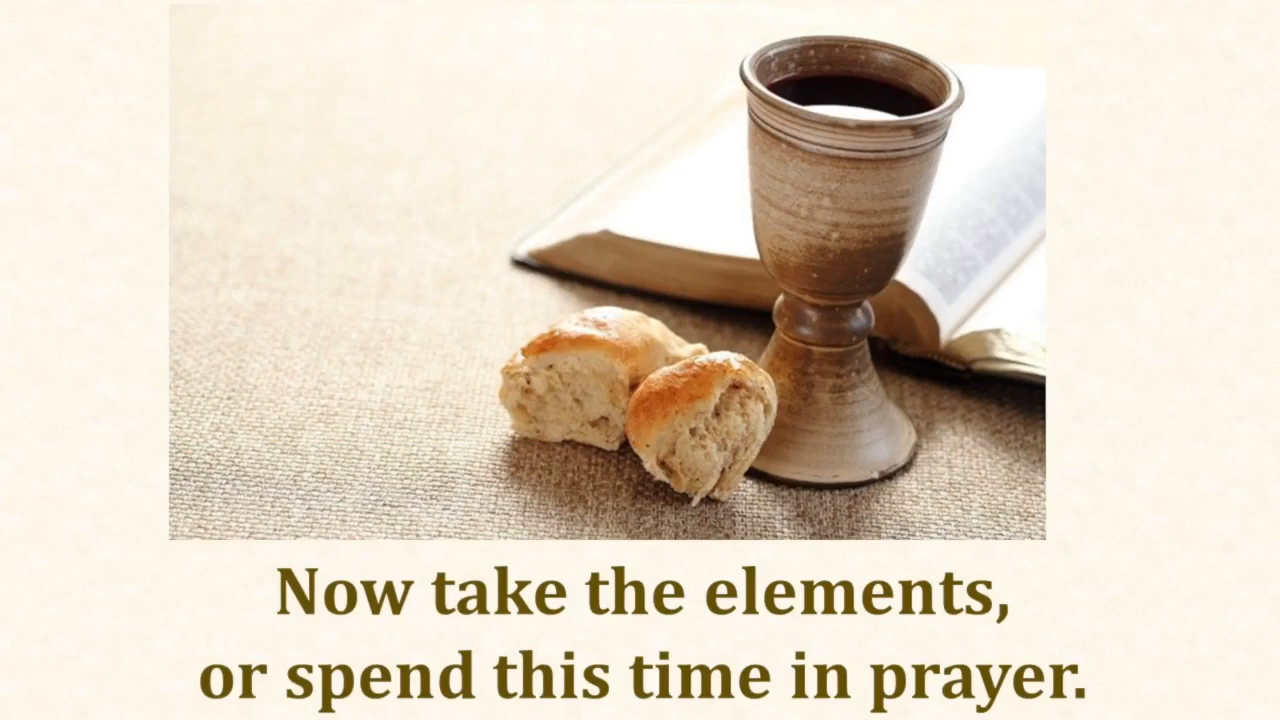 Now take the elements,
or spend this time in prayer.